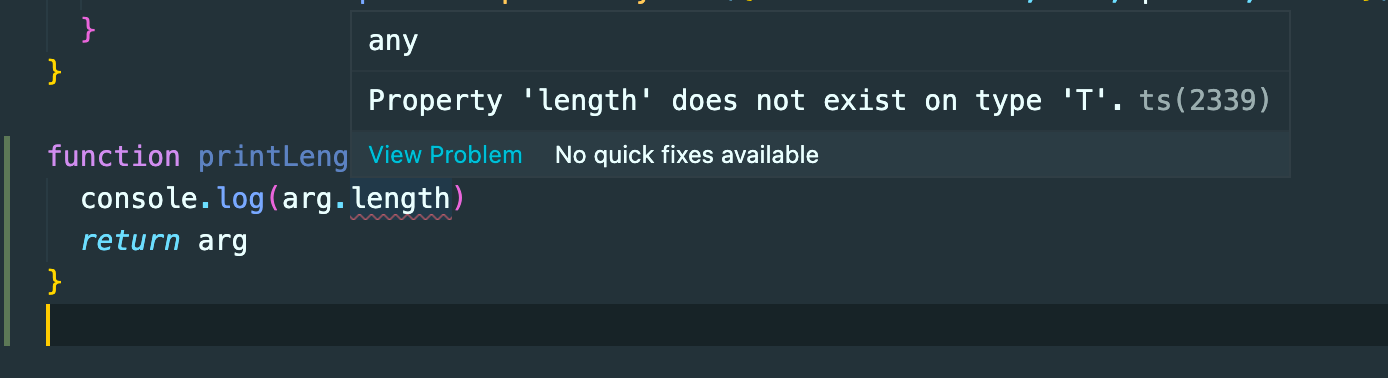 }
any
}
Property 'length' does not exist on type 'T'. ts(2339)
View Problem No quick fixes available
function printLeng
console.log(arg.length)
return arg
}